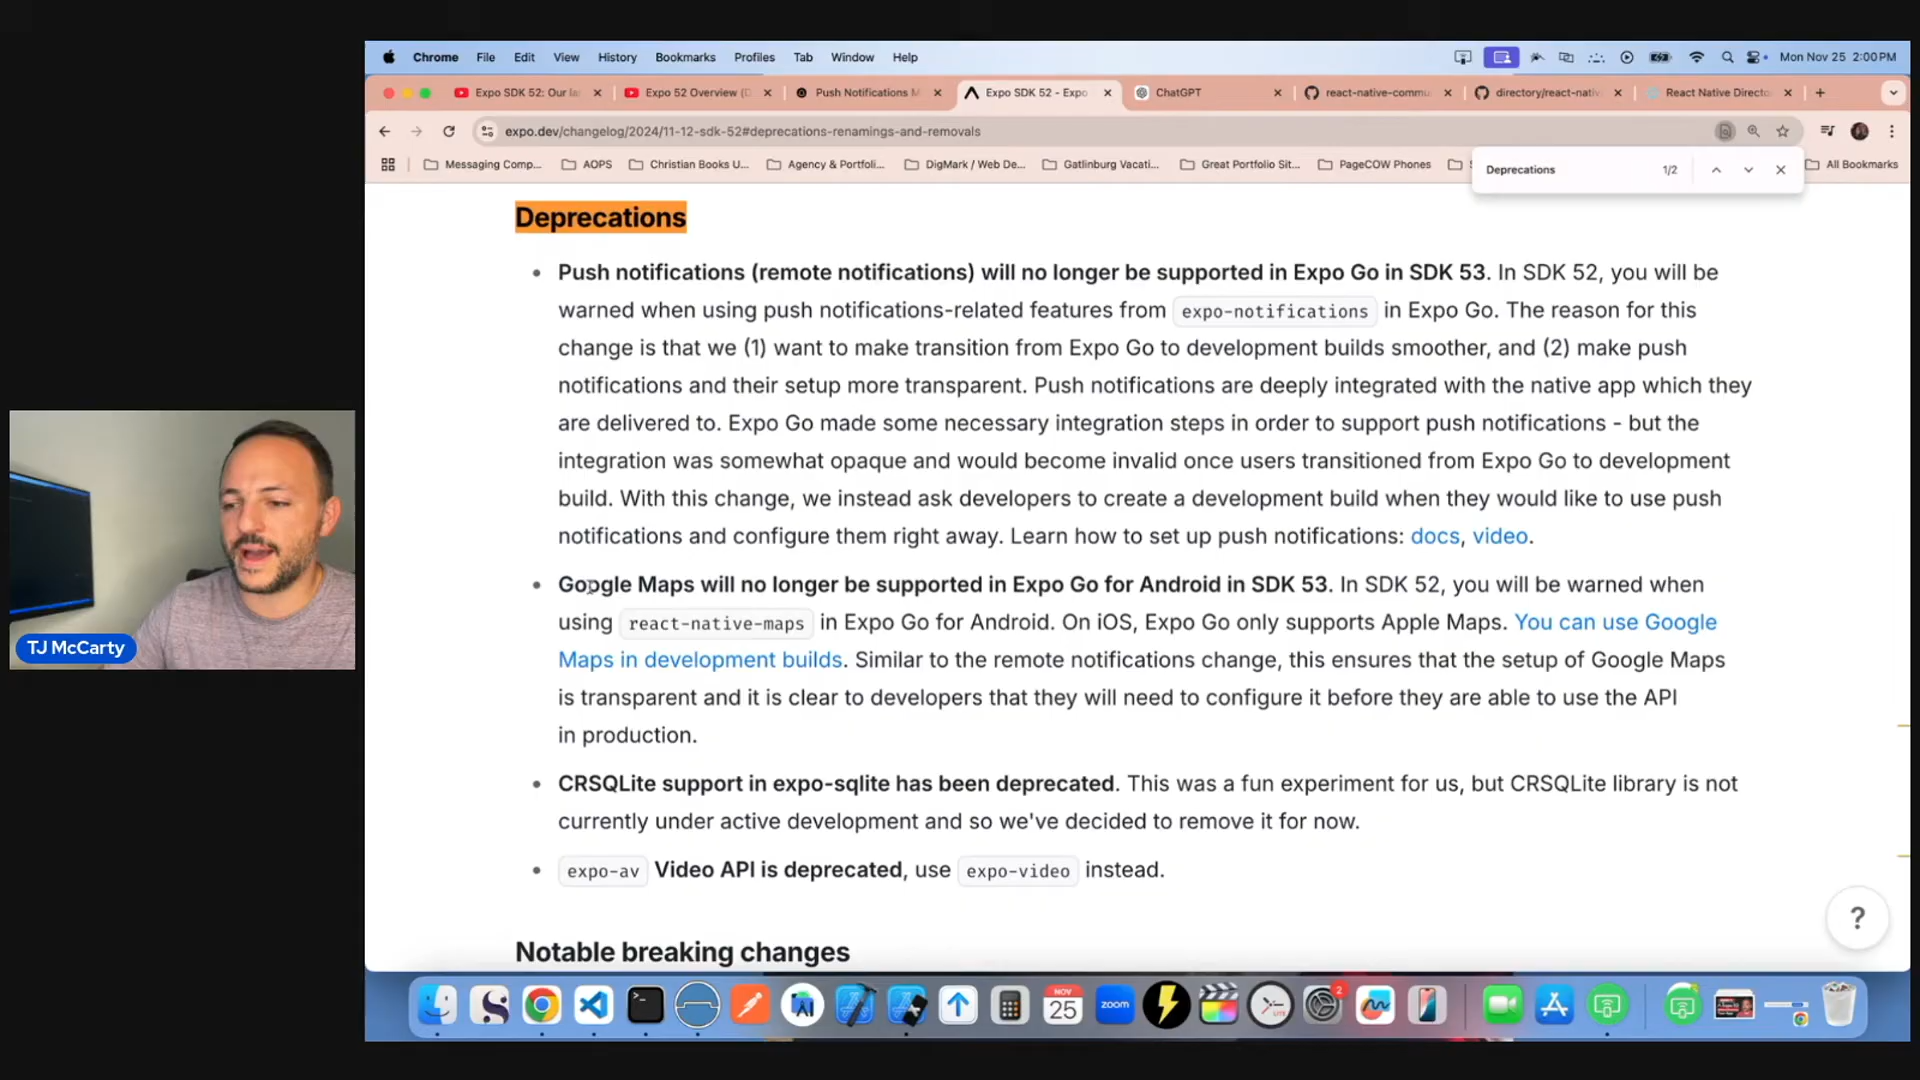 Chrome File Edit View History Bookmarks Profiles Tab Window Help Mon Nov 25 2:00PM
Expo SDK 52: Our la Expo 52 Overview (D Push Notifications M Expo SDK 52 - Expo ChatGPT react-native-commu directory/react-nativ React Native Directo
expo.dev/changelog/2024/11-12-sdk-52#deprecations-renamings-and-removals
Messaging Comp... AOPS Christian Books U... Agency & Portfoli... DigMark / Web De... Gatlinburg Vacati... Great Portfolio Sit... PageCOW Phones All Bookmarks
Deprecations 1/2
Deprecations
Push notifications (remote notifications) will no longer be supported in Expo Go in SDK 53. In SDK 52, you will be
warned when using push notifications-related features from expo-notifications in Expo Go. The reason for this
change is that we (1) want to make transition from Expo Go to development builds smoother, and (2) make push
notifications and their setup more transparent. Push notifications are deeply integrated with the native app which they
are delivered to. Expo Go made some necessary integration steps in order to support push notifications - but the
integration was somewhat opaque and would become invalid once users transitioned from Expo Go to development
build. With this change, we instead ask developers to create a development build when they would like to use push
notifications and configure them right away. Learn how to set up push notifications: docs, video.
Google Maps will no longer be supported in Expo Go for Android in SDK 53. In SDK 52, you will be warned when
using react-native-maps in Expo Go for Android. On iOS, Expo Go only supports Apple Maps. You can use Google
Maps in development builds. Similar to the remote notifications change, this ensures that the setup of Google Maps
is transparent and it is clear to developers that they will need to configure it before they are able to use the API
in production.
CRSQLite support in expo-sqlite has been deprecated. This was a fun experiment for us, but CRSQLite library is not
currently under active development and so we've decided to remove it for now.
expo-av Video API is deprecated, use expo-video instead.
Notable breaking changes
?
TJ McCarty
NOV
25
zoom
2